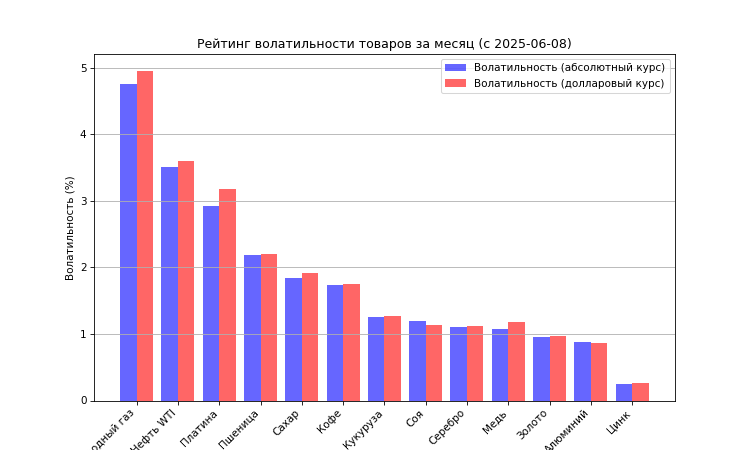 Рейтинг волатильности товаров за месяц (с 2025-06-08)
Волатильность (абсолютный курс)
Волатильность (долларовый курс)
Волатильность (%)
5
4
3
2
1
0
одный газ
Нефть WTI
Платина
Пшеница
Сахар
Кофе
Кукуруза
Соя
Серебро
Медь
Золото
Алюминий
Цинк